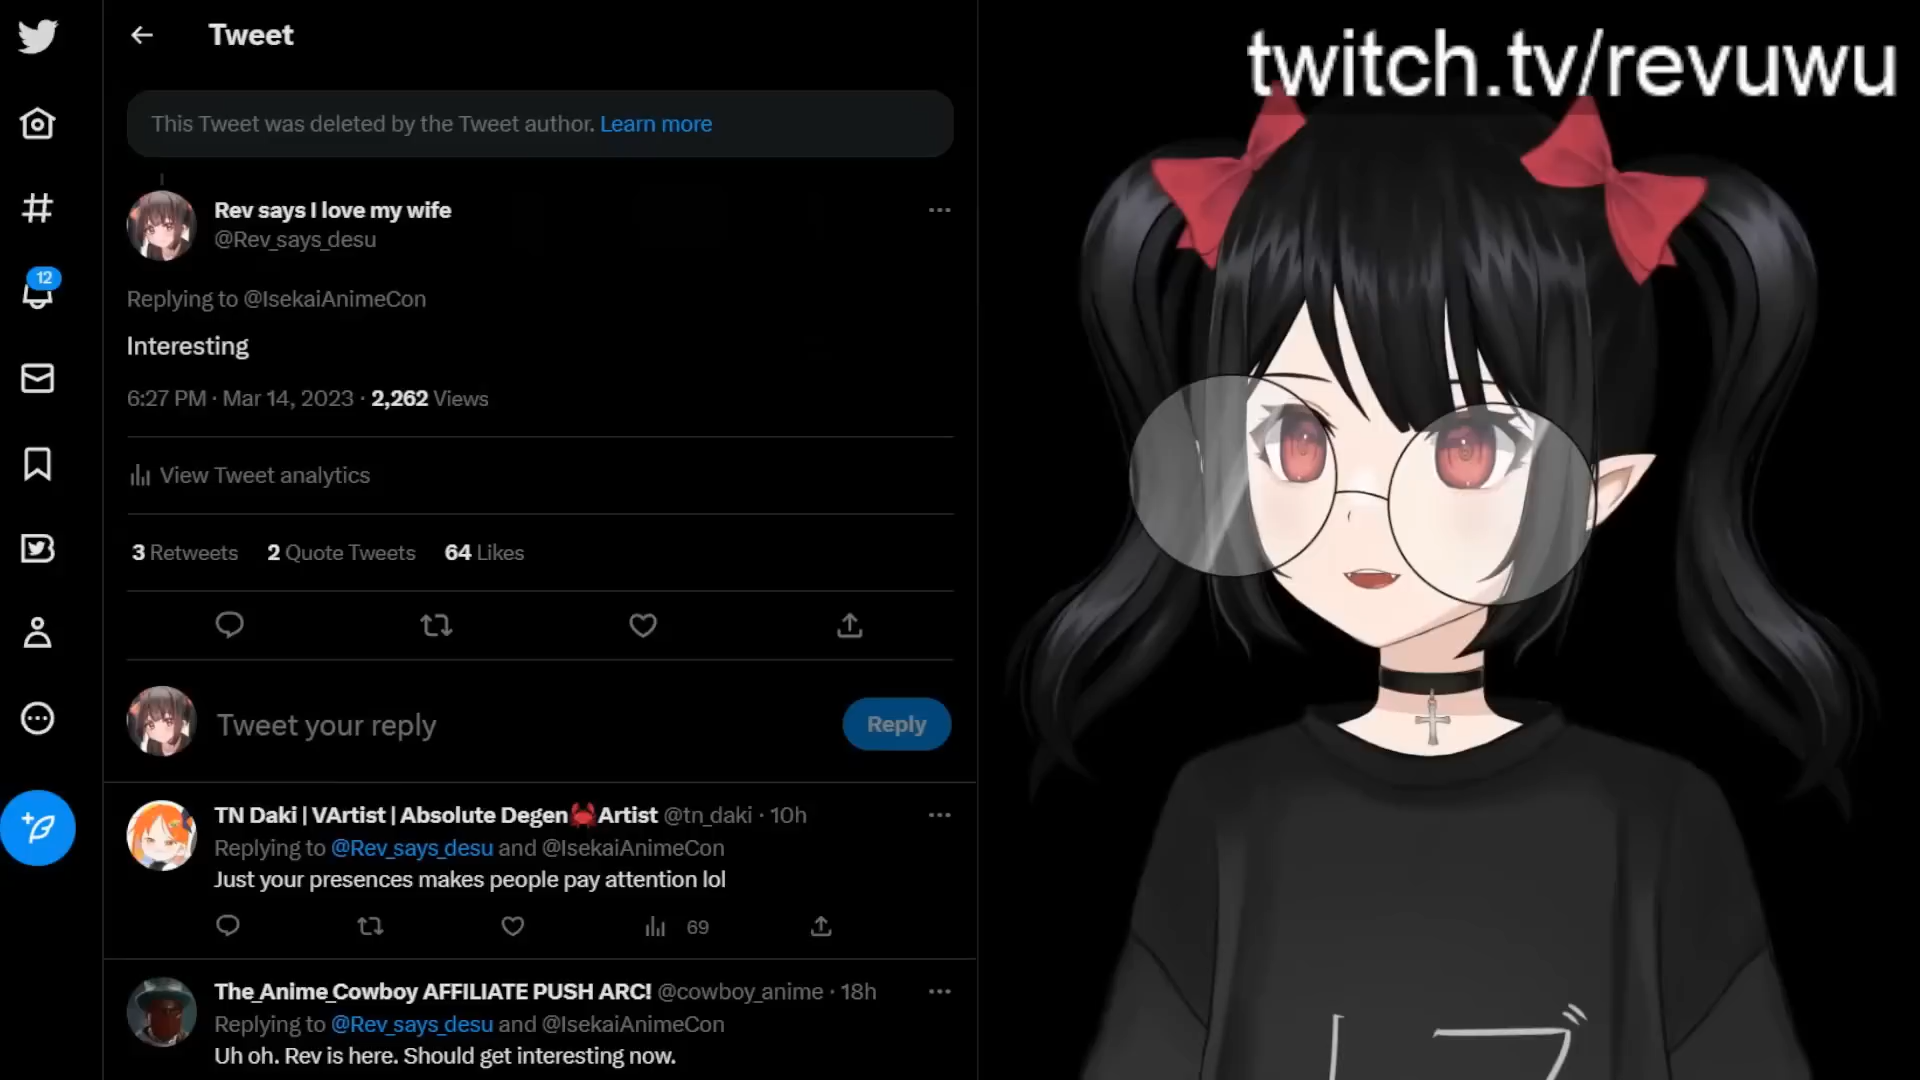 Tweet
This Tweet was deleted by the Tweet author. Learn more
Rev says I love my wife
@Rev_says_desu
Replying to @IsekaiAnimeCon
Interesting
6:27 PM · Mar 14, 2023 · 2,262 Views
View Tweet analytics
3 Retweets 2 Quote Tweets 64 Likes
Tweet your reply
Reply
TN Daki | VArtist | Absolute Degen🦀Artist @tn_daki · 10h
Replying to @Rev_says_desu and @IsekaiAnimeCon
Just your presences makes people pay attention lol
69
The_Anime_Cowboy AFFILIATE PUSH ARC! @cowboy_anime · 18h
Replying to @Rev_says_desu and @IsekaiAnimeCon
Uh oh. Rev is here. Should get interesting now.
12
twitch.tv/revuwu